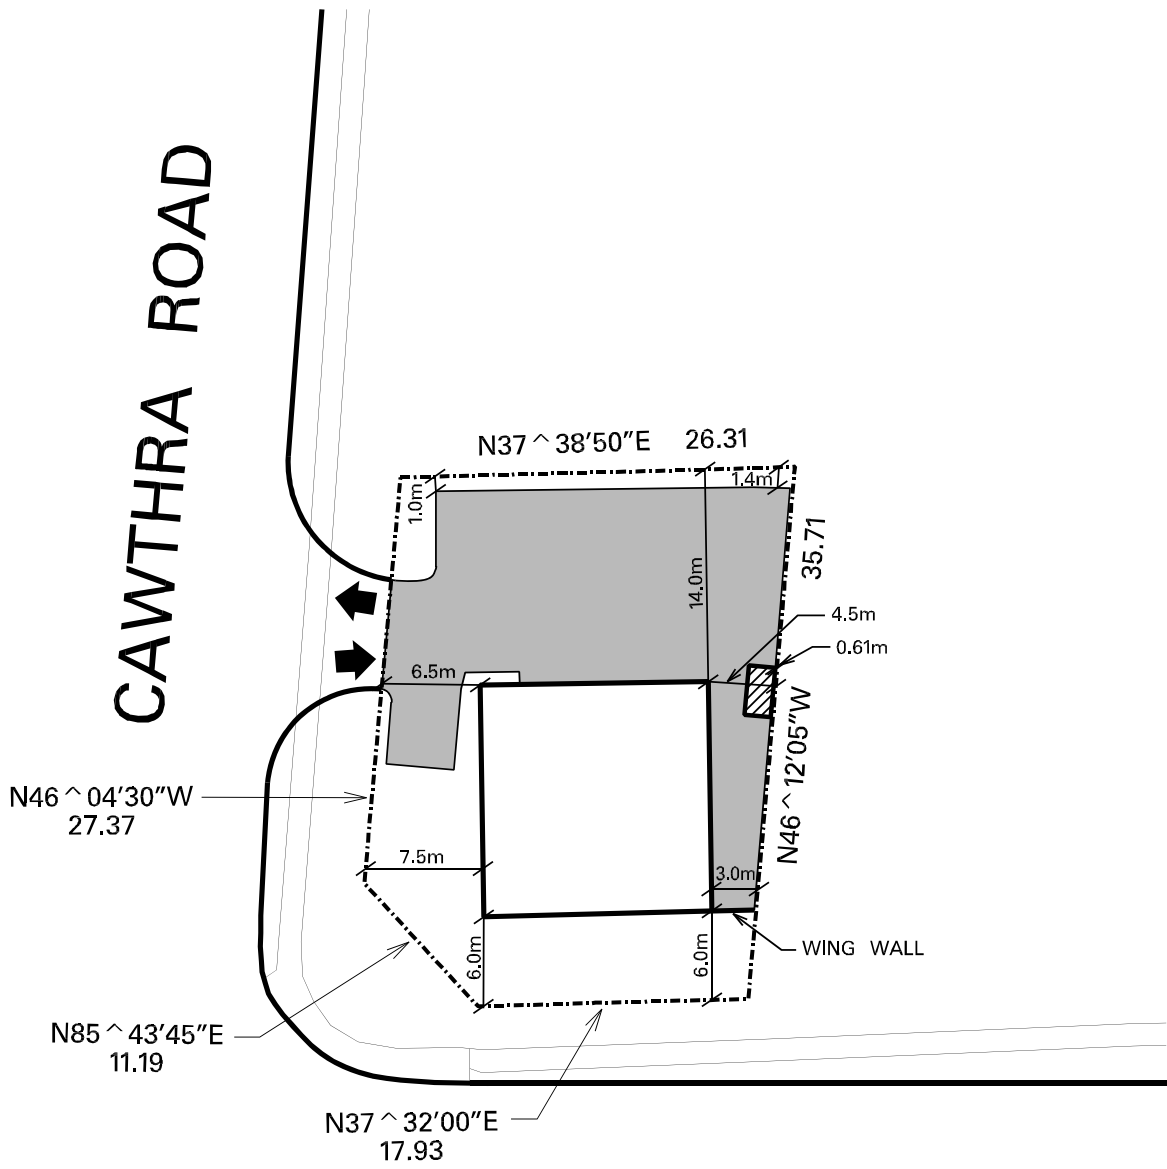 CAWTHRA ROAD
N37^38'50"E 26.31
1.4m
1.0m
35.71
14.0m
4.5m
0.61m
6.5m
N46^12'05"W
N46^04'30"W
27.37
7.5m
3.0m
6.0m
6.0m
WING WALL
N85^43'45"E
11.19
N37^32'00"E
17.93